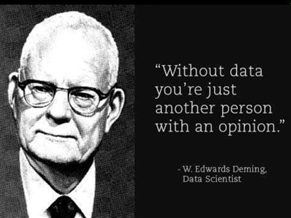 “Without data
you’re just
another person
with an opinion.”
- W. Edwards Deming,
Data Scientist